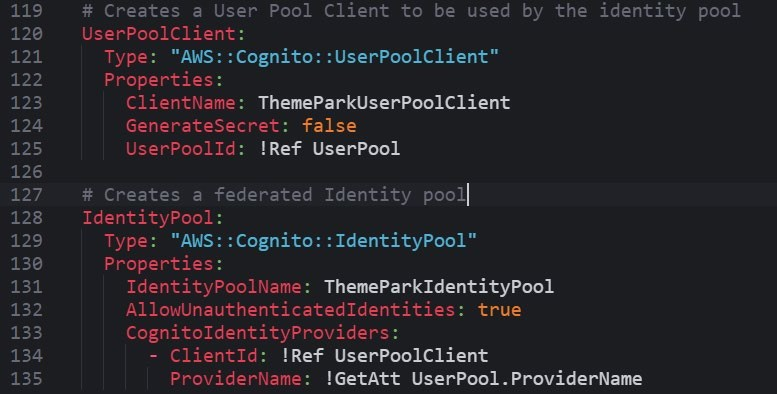 119 # Creates a User Pool Client to be used by the identity pool
120 UserPoolClient:
121 Type: "AWS::Cognito::UserPoolClient"
122 Properties:
123 ClientName: ThemeParkUserPoolClient
124 GenerateSecret: false
125 UserPoolId: !Ref UserPool
126
127 # Creates a federated Identity pool
128 IdentityPool:
129 Type: "AWS::Cognito::IdentityPool"
130 Properties:
131 IdentityPoolName: ThemeParkIdentityPool
132 AllowUnauthenticatedIdentities: true
133 CognitoIdentityProviders:
134 - ClientId: !Ref UserPoolClient
135 ProviderName: !GetAtt UserPool.ProviderName